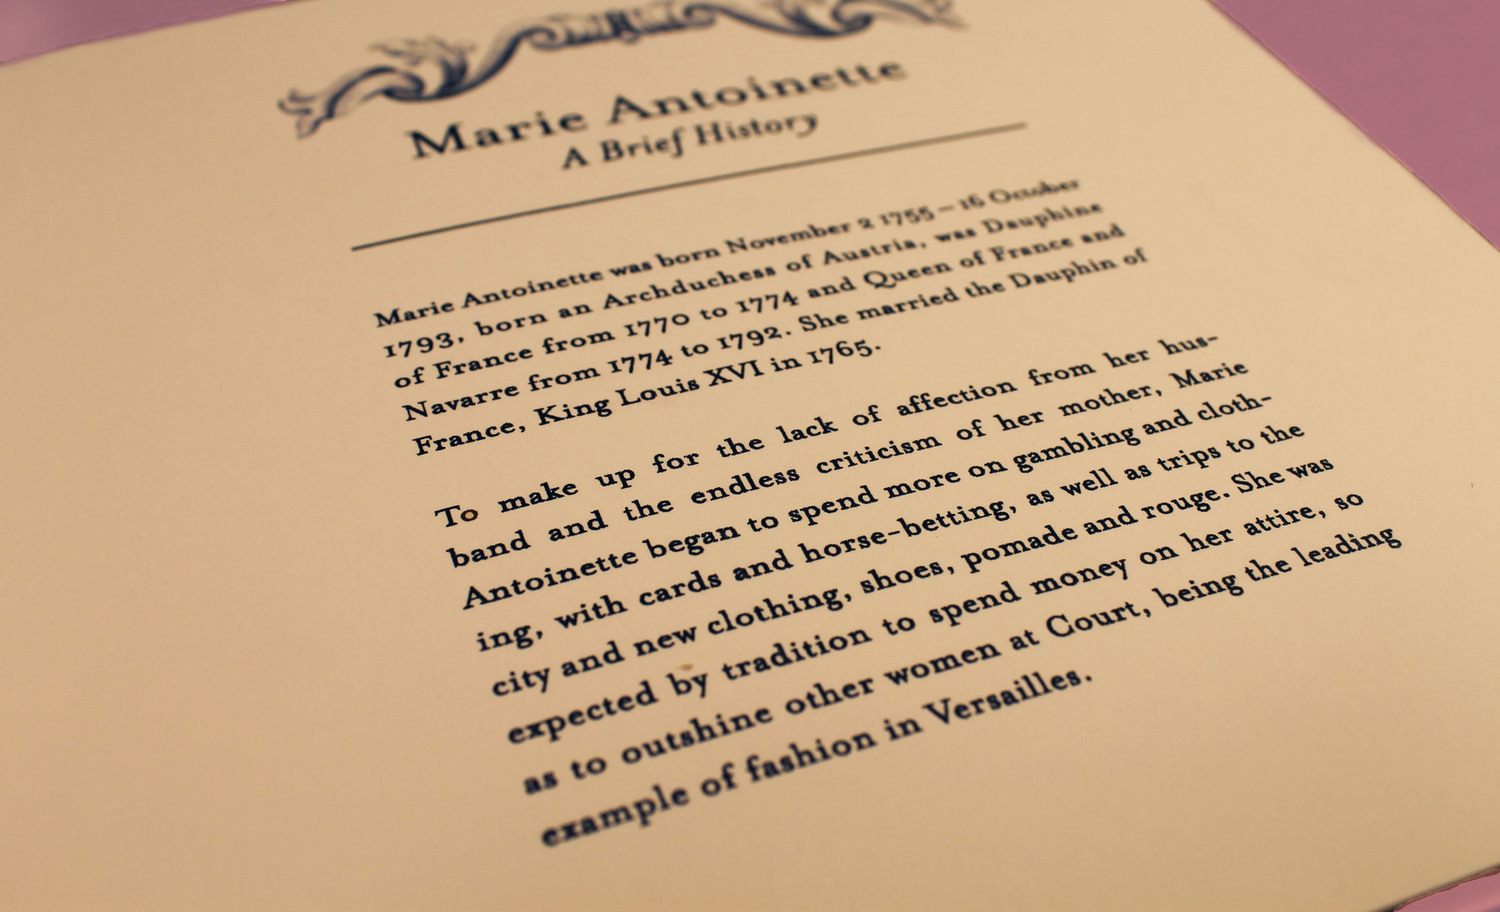 Marie Antoinette
A Brief History
Marie Antoinette was born November 2 1755 – 16 October
1793, born an Archduchess of Austria, was Dauphine
of France from 1770 to 1774 and Queen of France and
Navarre from 1774 to 1792. She married the Dauphin of
France, King Louis XVI in 1765.
To make up for the lack of affection from her hus-
band and the endless criticism of her mother, Marie
Antoinette began to spend more on gambling and cloth-
ing, with cards and horse-betting, as well as trips to the
city and new clothing, shoes, pomade and rouge. She was
expected by tradition to spend money on her attire, so
as to outshine other women at Court, being the leading
example of fashion in Versailles.